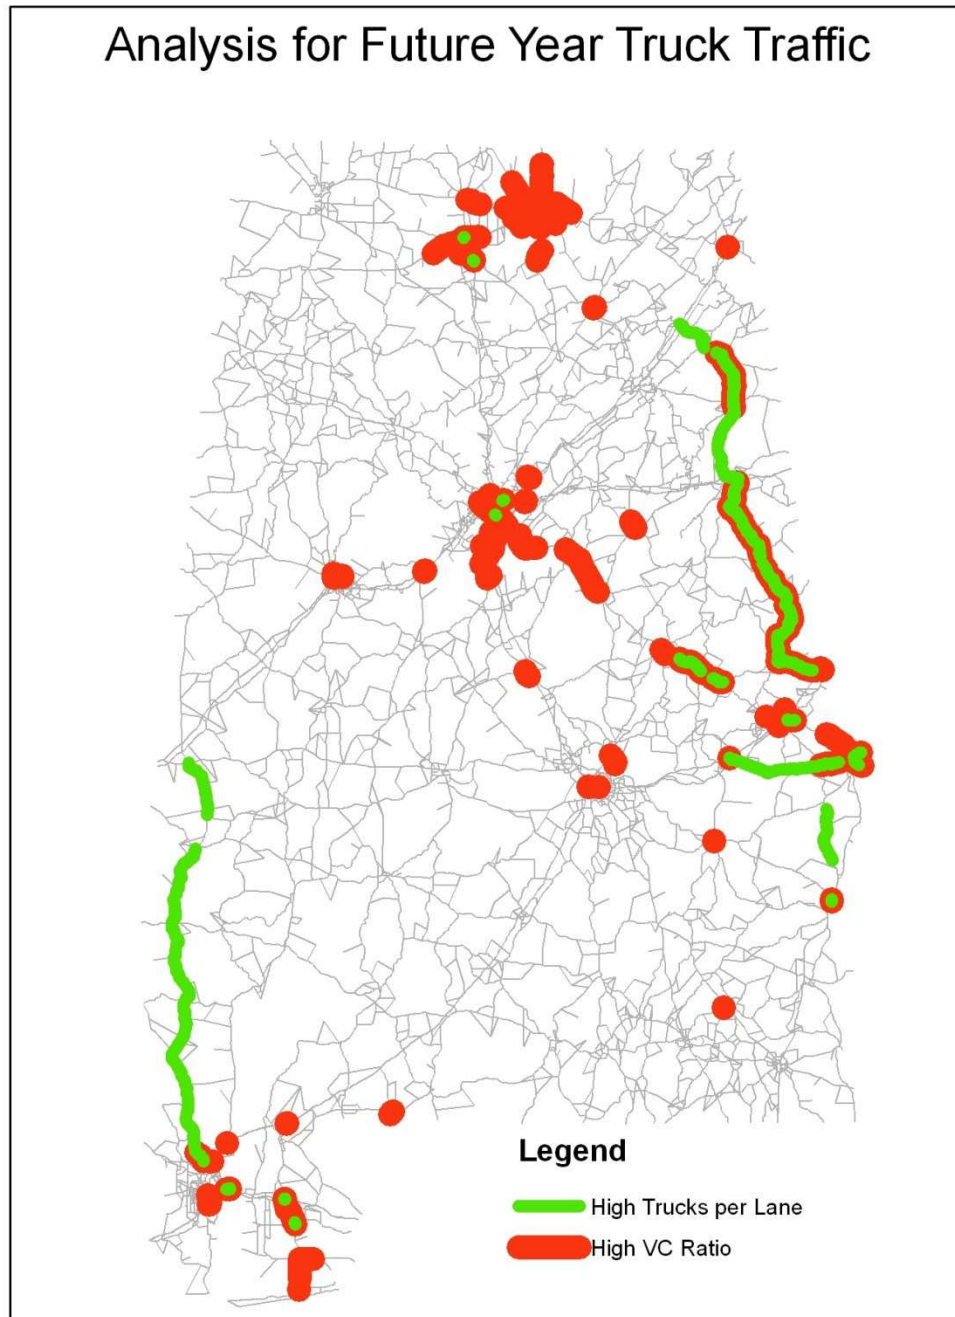 Analysis for Future Year Truck Traffic
Legend
High Trucks per Lane
High VC Ratio